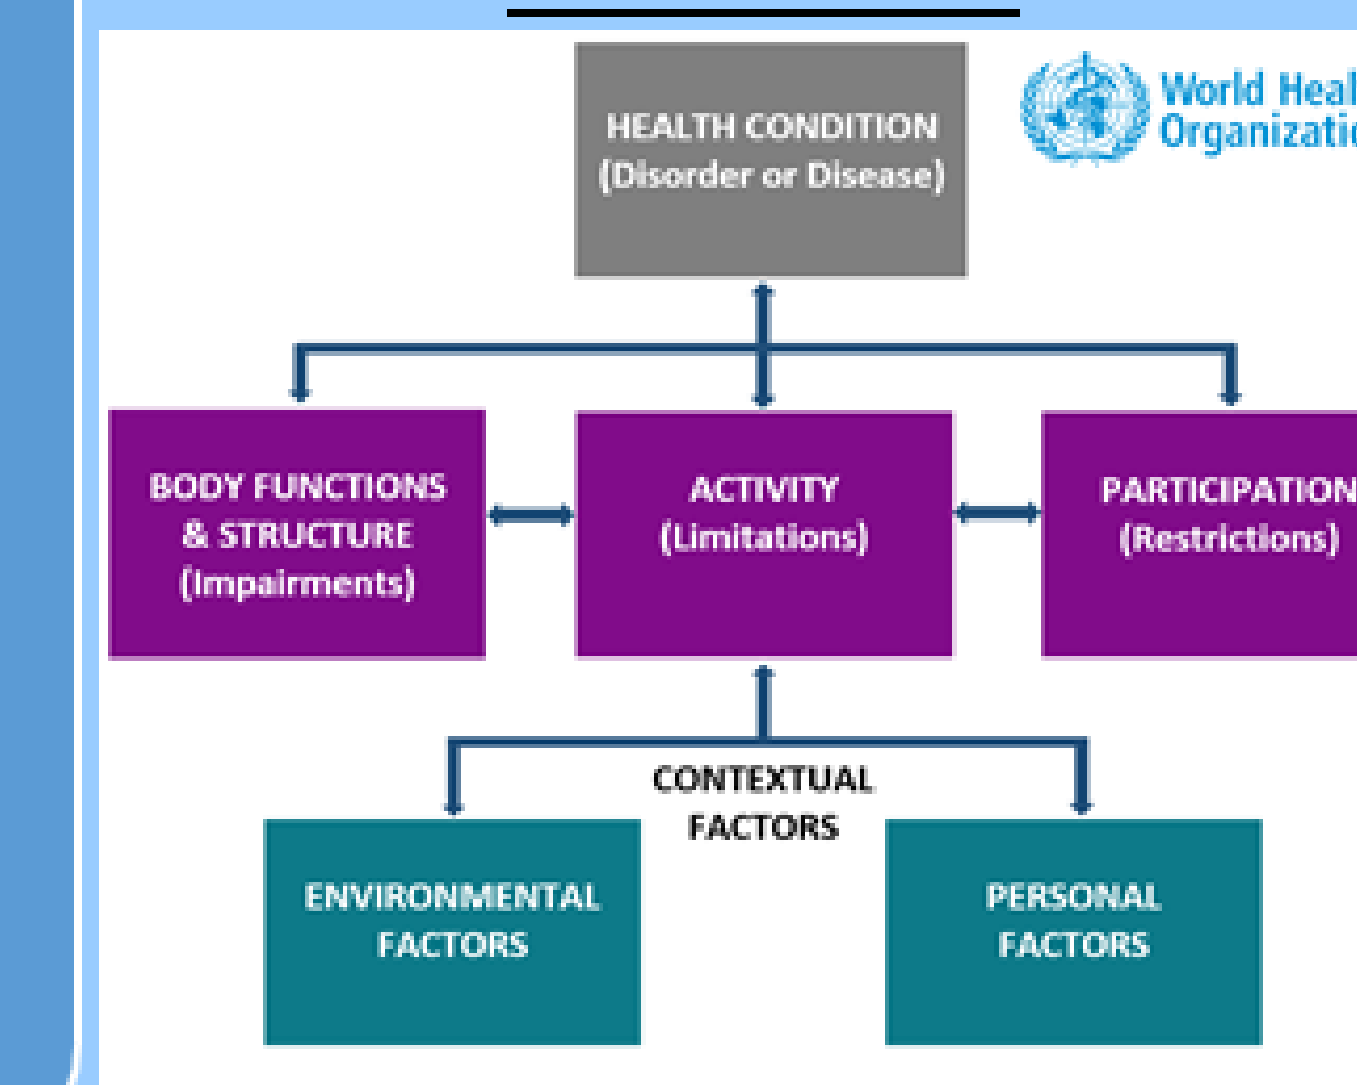 HEALTH CONDITION
(Disorder or Disease)
World Heal
Organizatio
BODY FUNCTIONS
& STRUCTURE
(Impairments)
ACTIVITY
(Limitations)
PARTICIPATION
(Restrictions)
CONTEXTUAL
FACTORS
ENVIRONMENTAL
FACTORS
PERSONAL
FACTORS